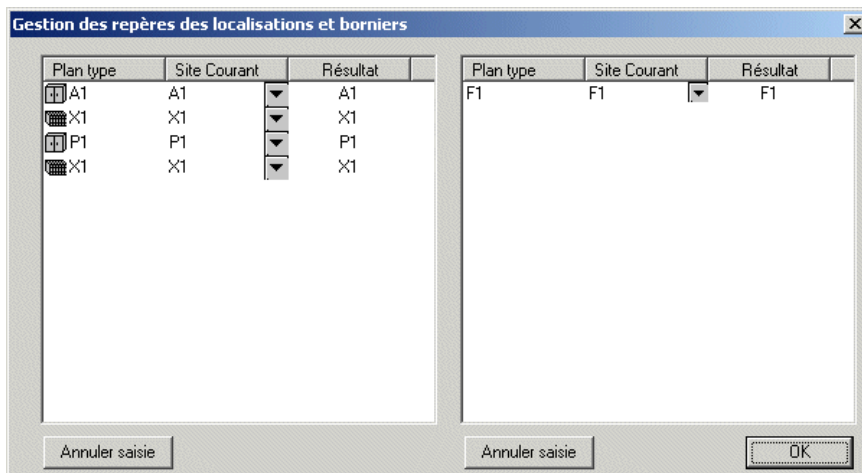 Gestion des repères des localisations et borniers
Plan type Site Courant Résultat
A1 A1 A1
X1 X1 X1
P1 P1 P1
X1 X1 X1
Annuler saisie
Plan type Site Courant Résultat
F1 F1 F1
Annuler saisie
OK